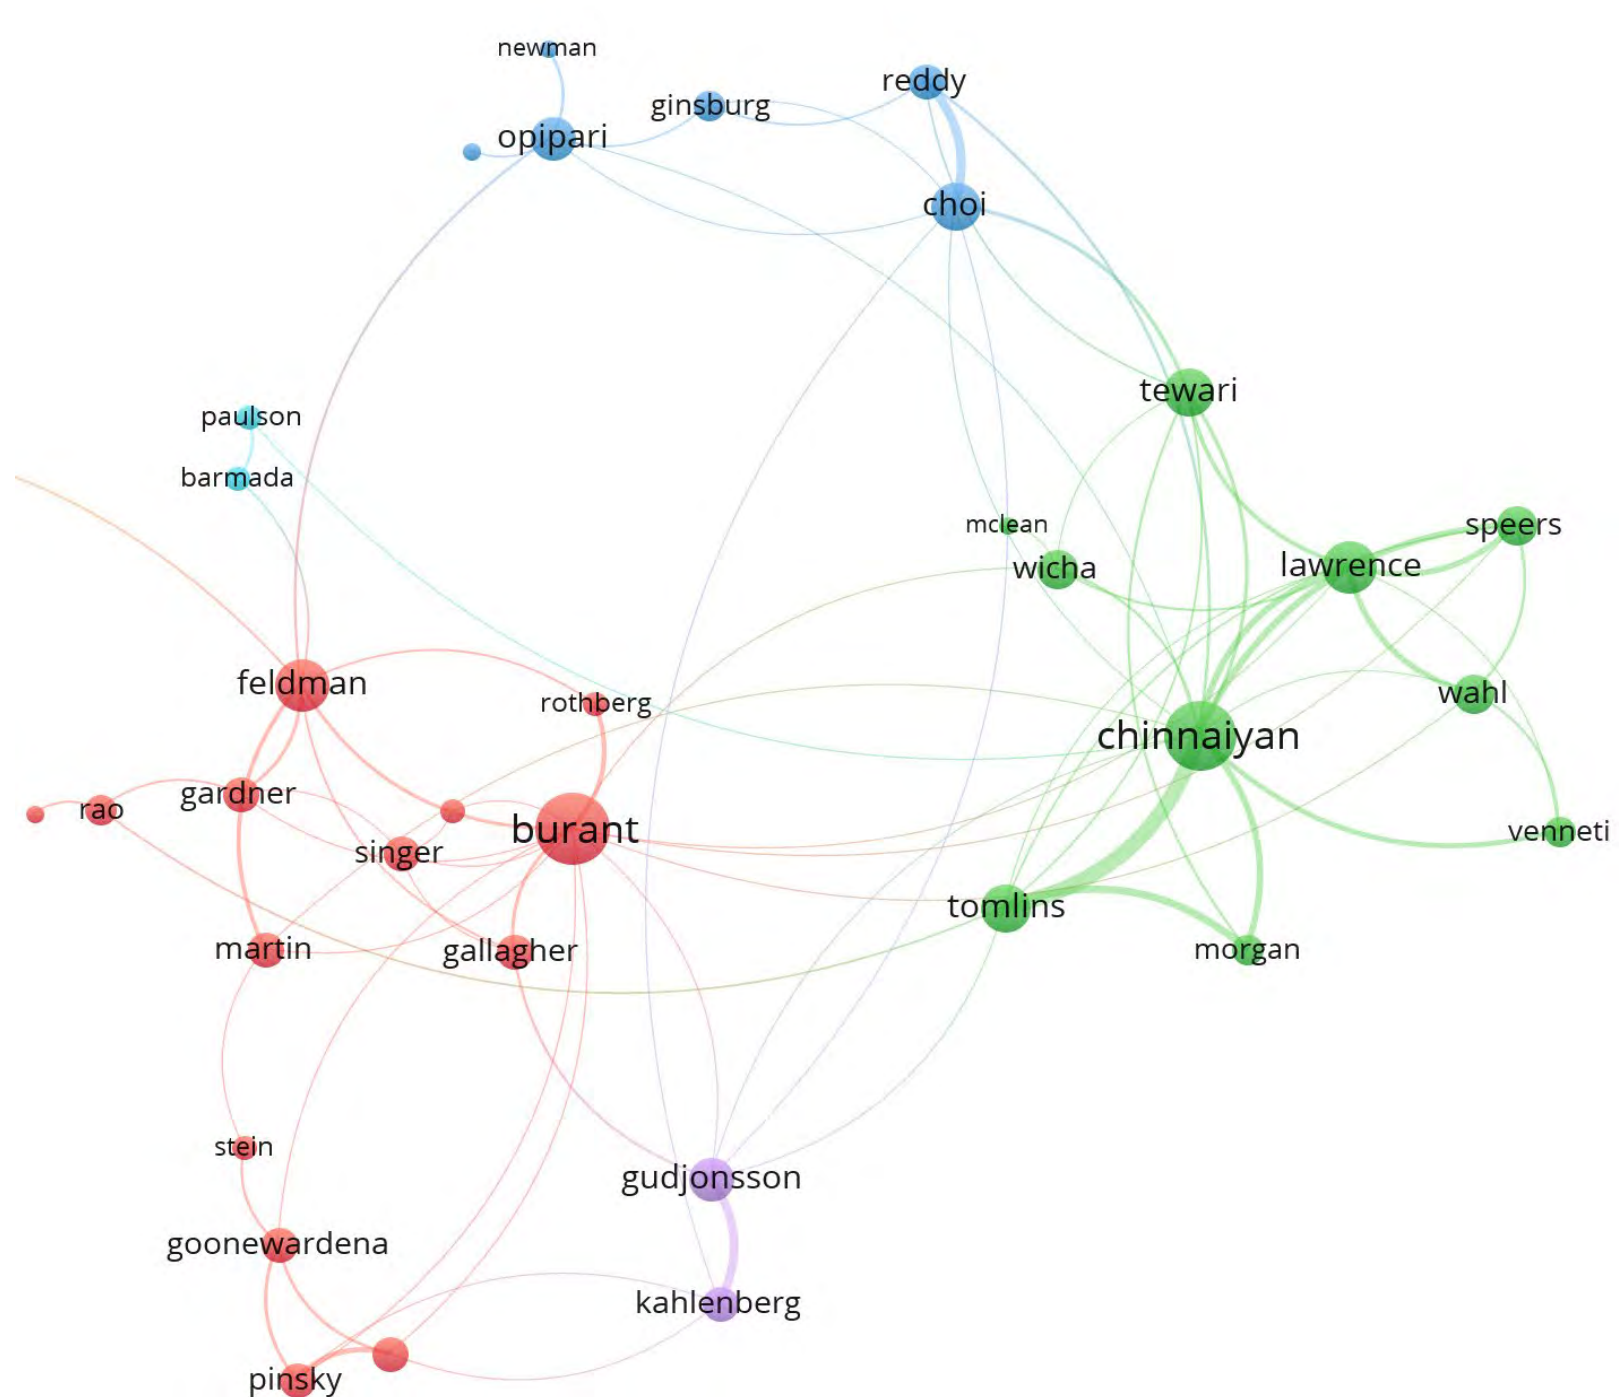 newman
reddy
ginsburg
opipari
choi
tewari
paulson
barmada
mclean
speers
wicha
lawrence
feldman
rothberg
wahl
chinnaiyan
gardner
rao
burant
singer
venneti
tomlins
martin
gallagher
morgan
stein
gudjonsson
goonewardena
kahlenberg
pinsky